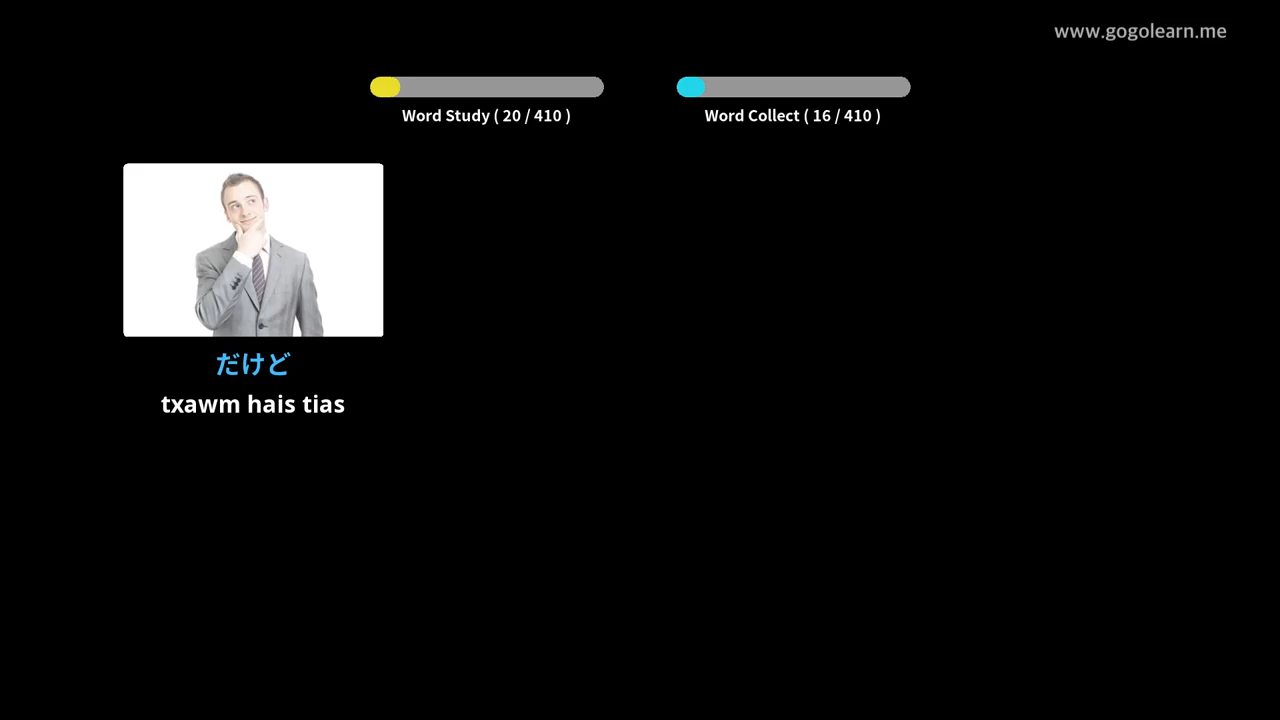 www.gogolearn.me
Word Study ( 20 / 410 )
Word Collect ( 16 / 410 )
だけど
txawm hais tias